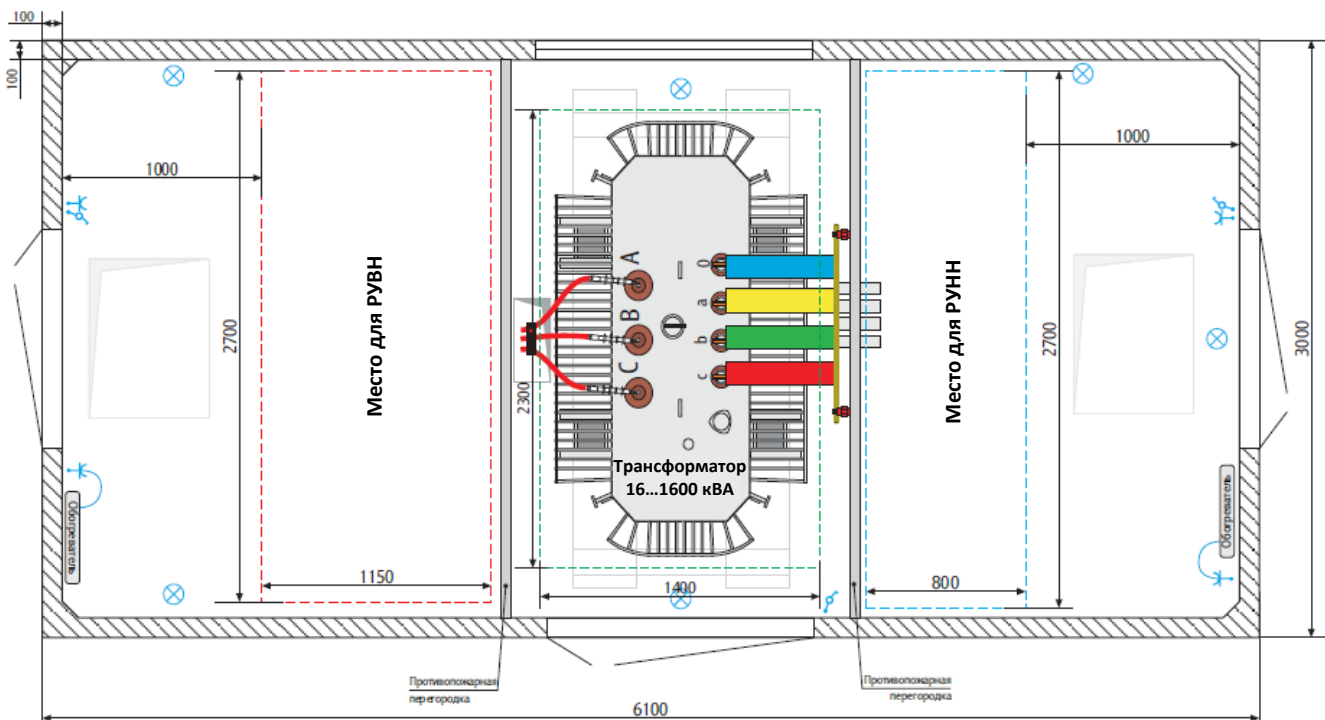 100
100
1000
2700
Место для РУВН
1150
Обогреватель
2300
A
B
C
0
a
b
c
Трансформатор
16...1600 кВА
1400
Место для РУНН
800
2700
1000
Обогреватель
3000
Противопожарная
перегородка
Противопожарная
перегородка
6100